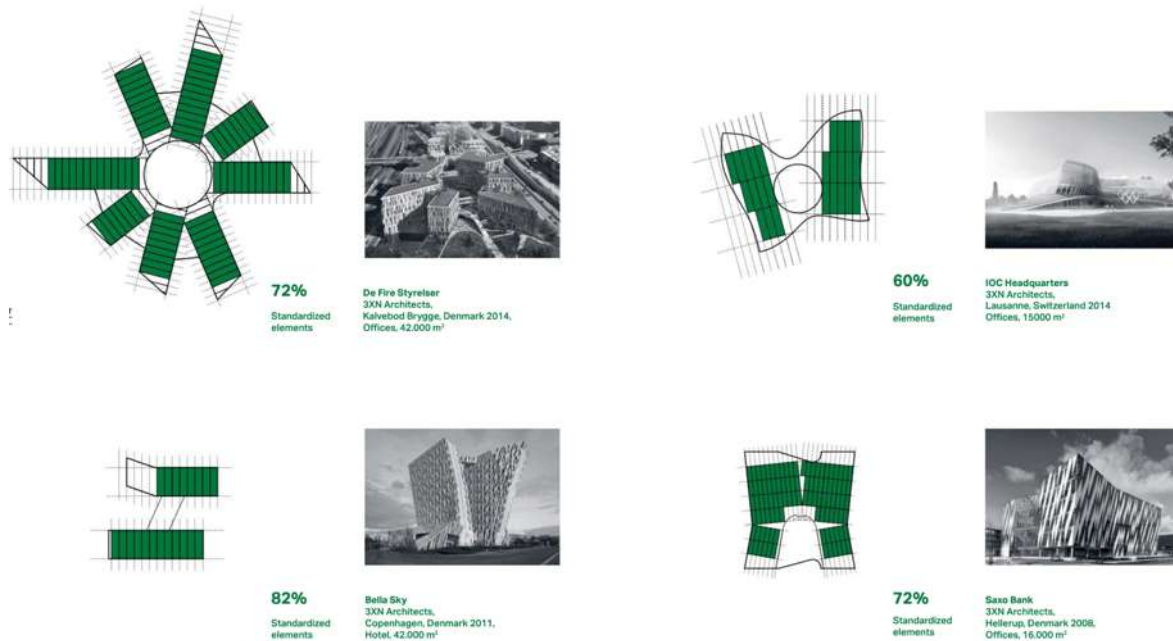 72%
Standardized
elements
De Fire Styrelser
3XN Architects,
Kalvebod Brygge, Denmark 2014,
Offices, 42.000 m²
60%
Standardized
elements
IOC Headquarters
3XN Architects,
Lausanne, Switzerland 2014
Offices, 15000 m²
82%
Standardized
elements
Bella Sky
3XN Architects,
Copenhagen, Denmark 2011,
Hotel, 42.000 m²
72%
Standardized
elements
Saxo Bank
3XN Architects,
Hellerup, Denmark 2008,
Offices, 16.000 m²